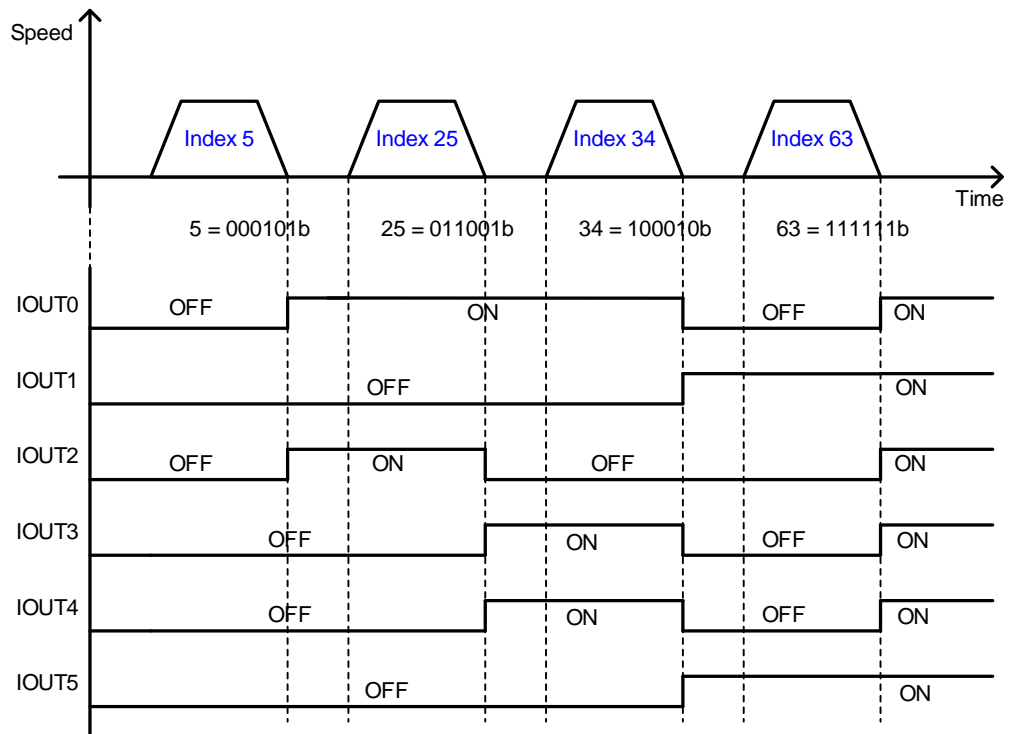 Speed
Index 5 Index 25 Index 34 Index 63
Time
5 = 000101b 25 = 011001b 34 = 100010b 63 = 111111b
IOUT0 OFF ON OFF ON
IOUT1 OFF ON
IOUT2 OFF ON OFF ON
IOUT3 OFF ON OFF ON
IOUT4 OFF ON OFF ON
IOUT5 OFF ON